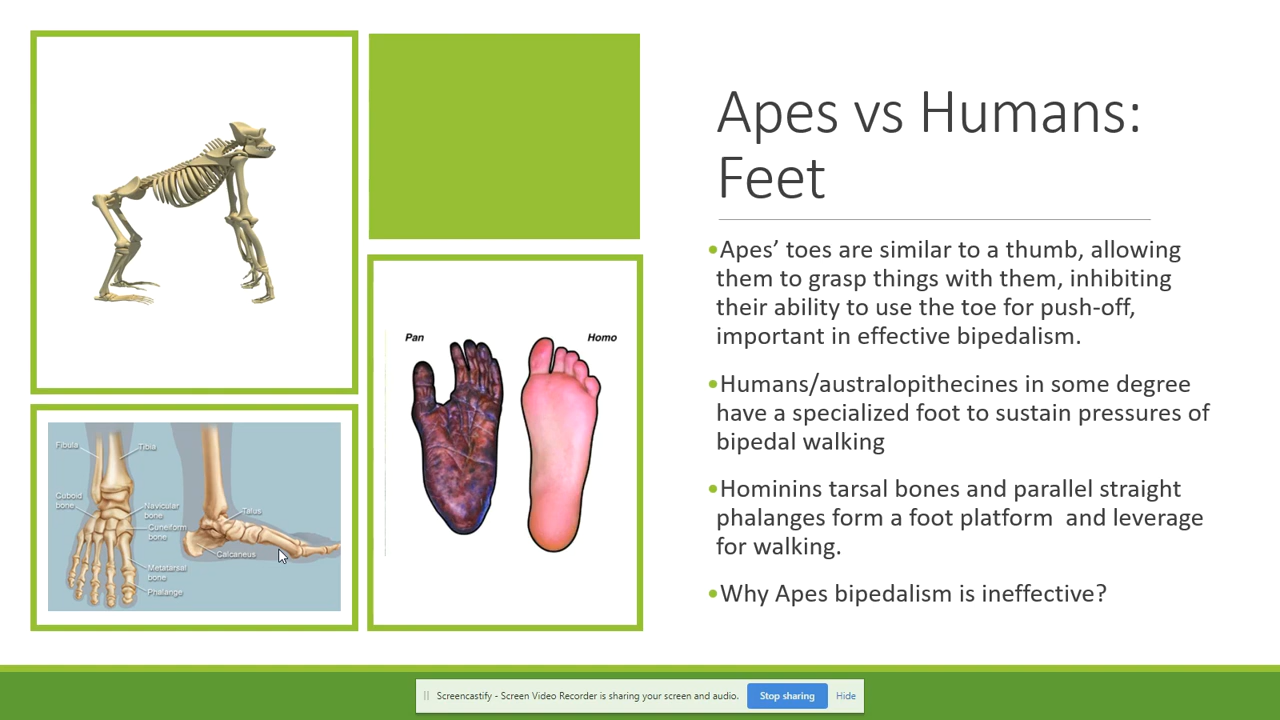 Apes vs Humans:
Feet
•Apes’ toes are similar to a thumb, allowing
them to grasp things with them, inhibiting
their ability to use the toe for push-off,
important in effective bipedalism.
•Humans/australopithecines in some degree
have a specialized foot to sustain pressures of
bipedal walking
•Hominins tarsal bones and parallel straight
phalanges form a foot platform  and leverage
for walking.
•Why Apes bipedalism is ineffective?
Pan
Homo
Fibula
Tibia
Cuboid
bone
Navicular
bone
Cuneiform
bone
Metatarsal
bone
Phalange
Talus
Calcaneus
Screencastify - Screen Video Recorder is sharing your screen and audio.
Stop sharing
Hide